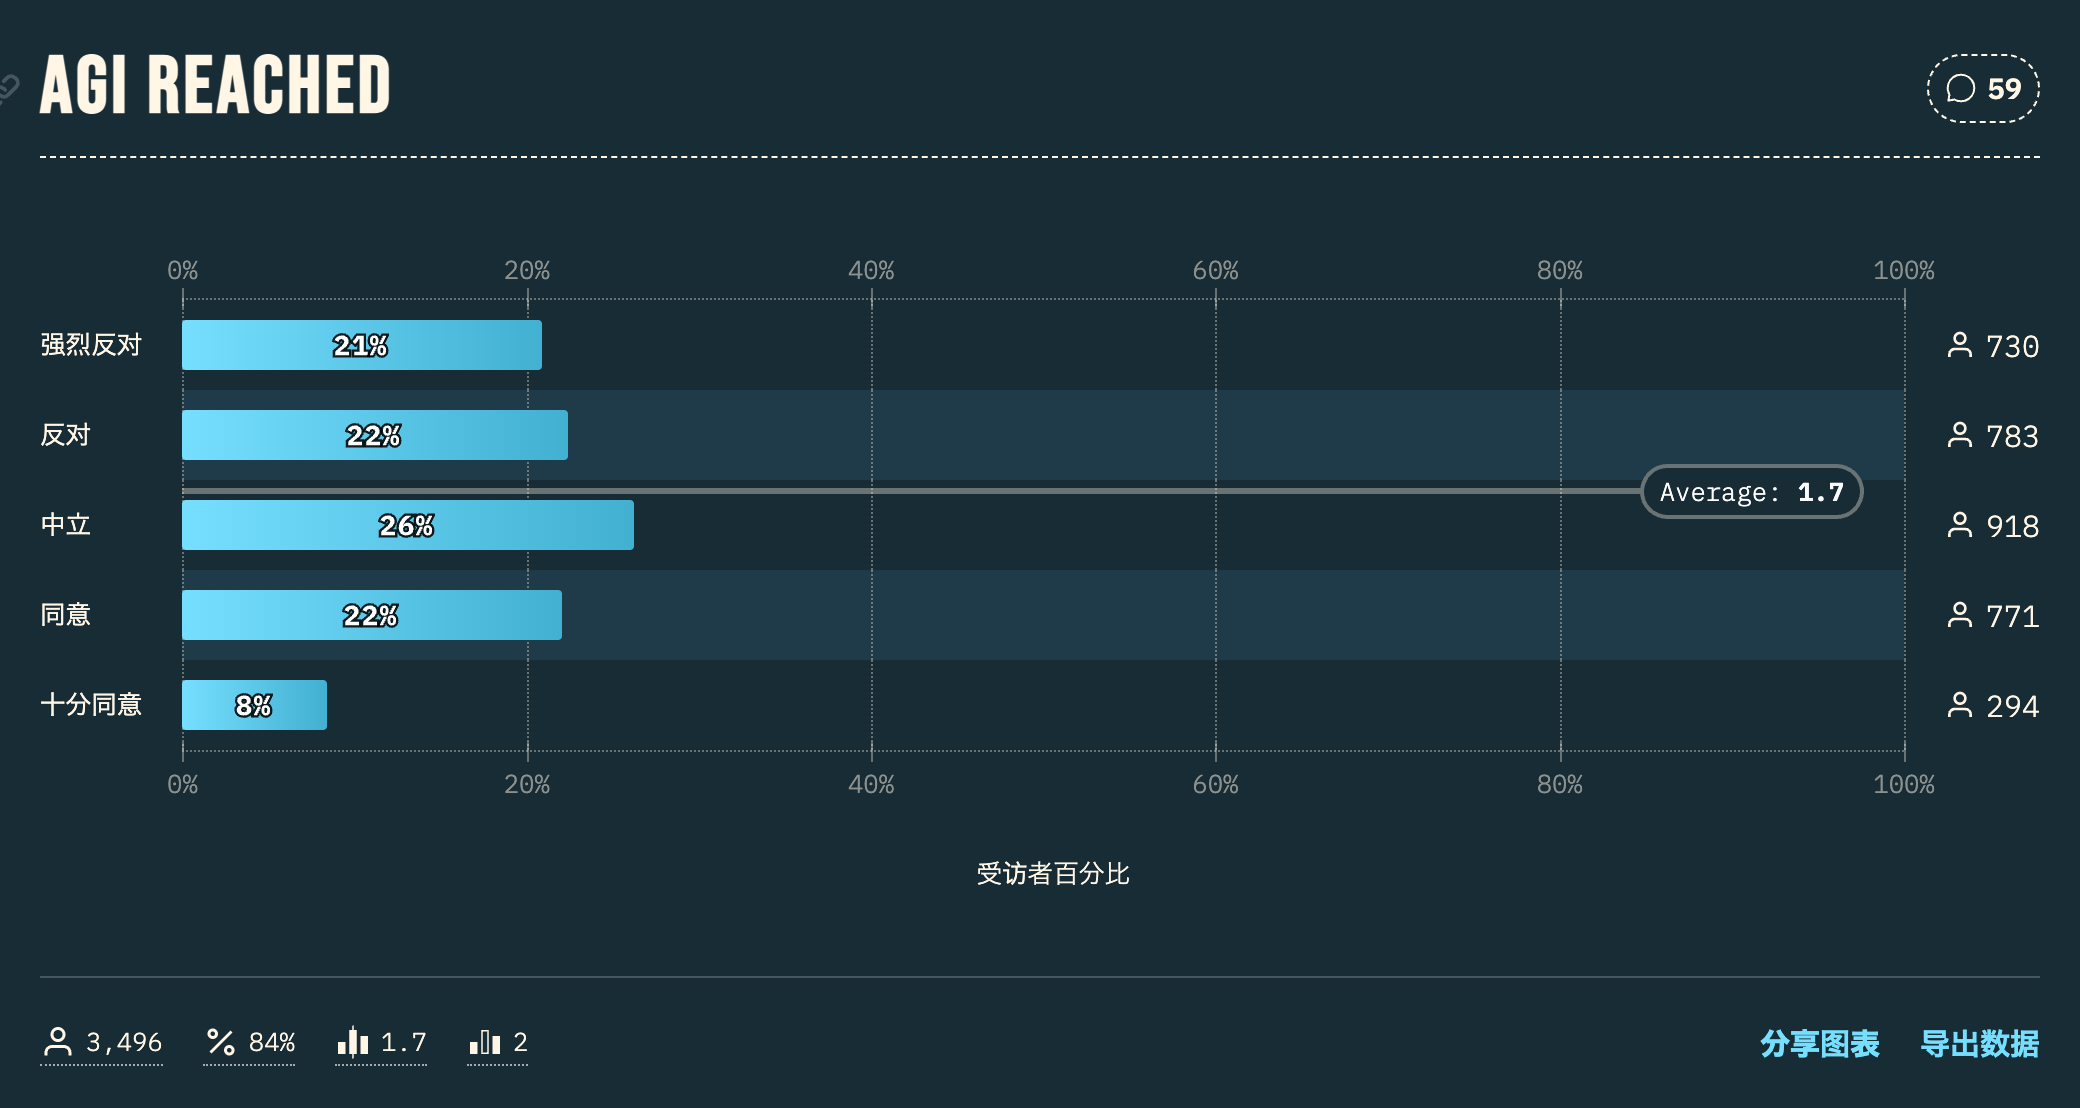 AGI REACHED
59
0% 20% 40% 60% 80% 100%
强烈反对 21% 730
反对 22% 783
Average: 1.7
中立 26% 918
同意 22% 771
十分同意 8% 294
0% 20% 40% 60% 80% 100%
受访者百分比
3,496 84% 1.7 2 分享图表 导出数据